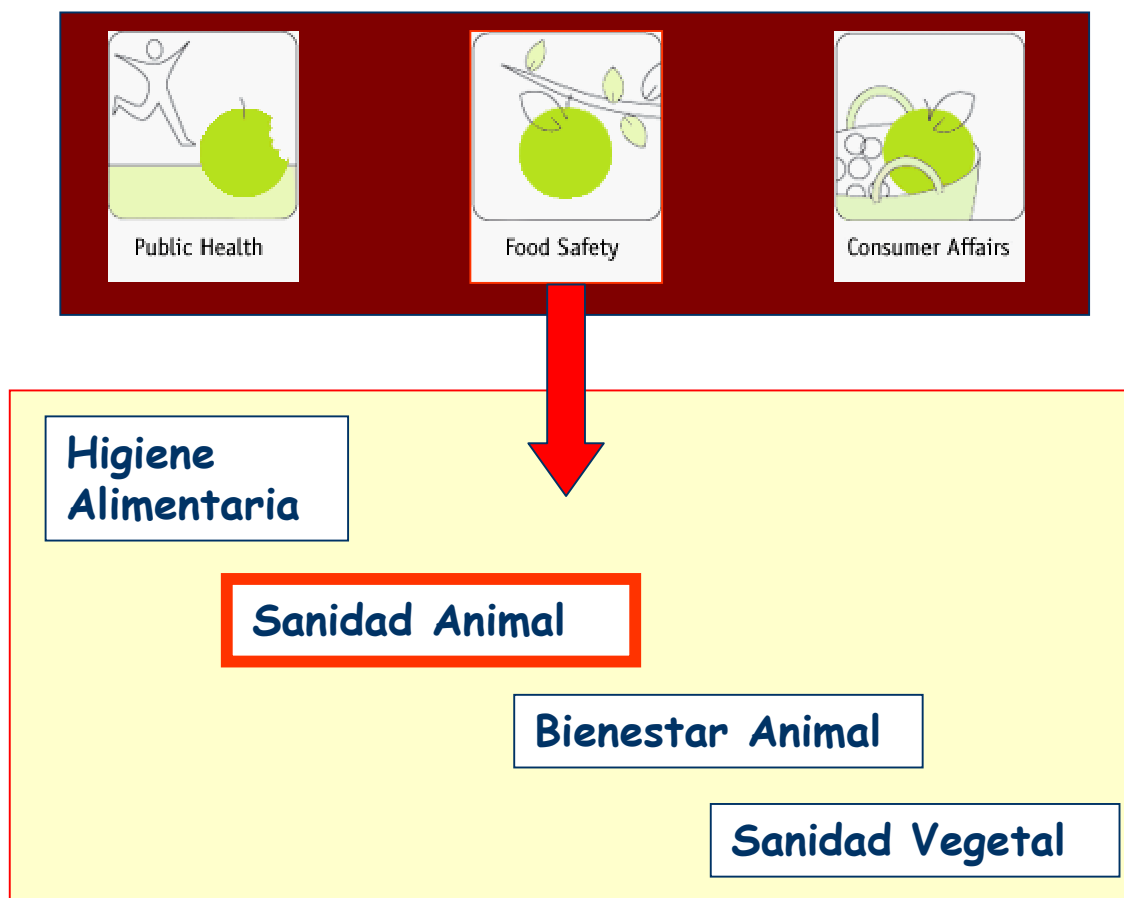 Public Health
Food Safety
Consumer Affairs
Higiene
Alimentaria
Sanidad Animal
Bienestar Animal
Sanidad Vegetal